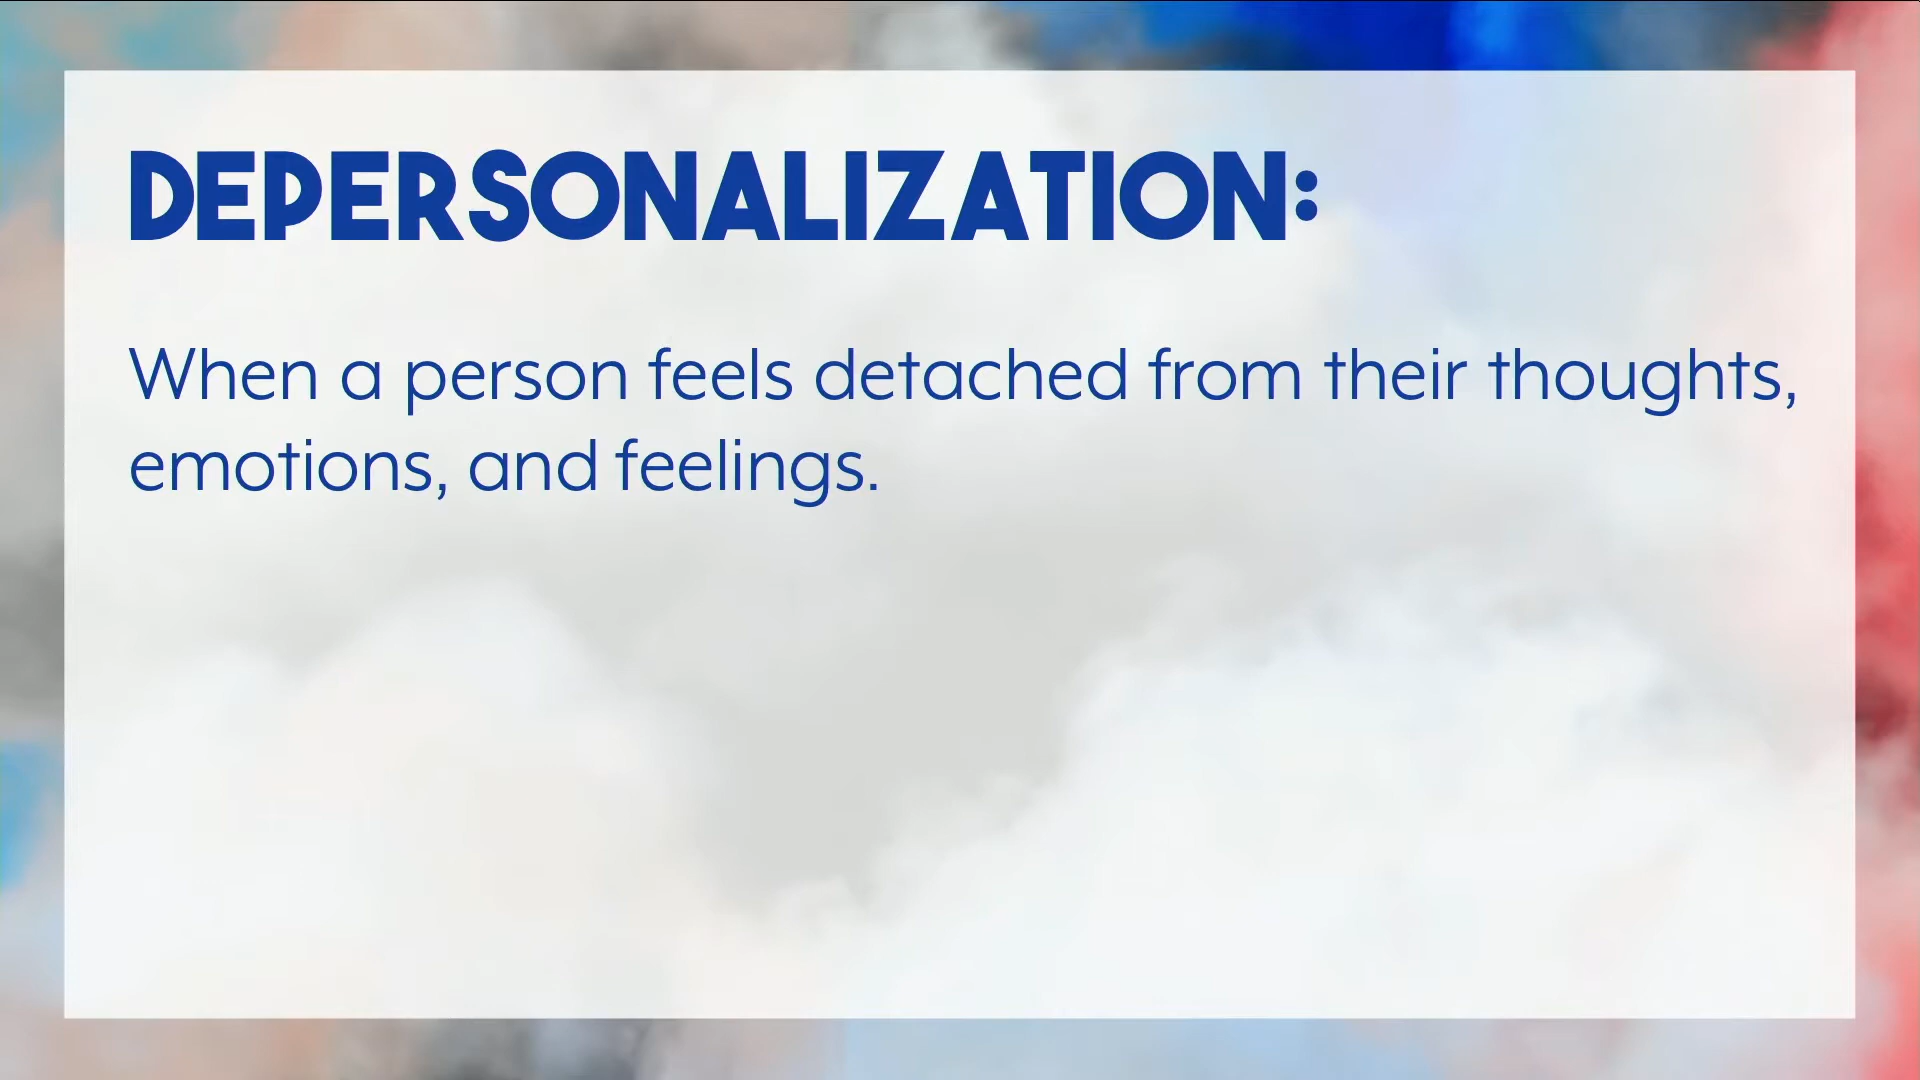 DEPERSONALIZATION:
When a person feels detached from their thoughts,
emotions, and feelings.